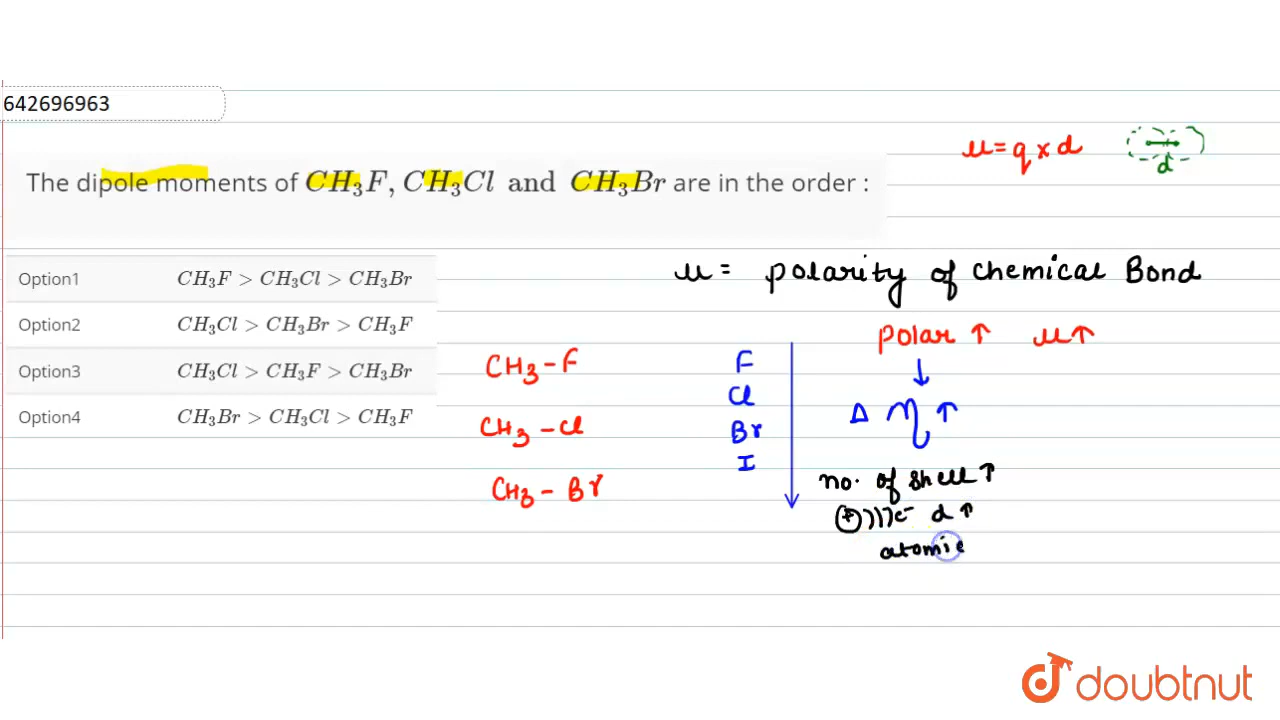 642696963
μ = q × d
d
The dipole moments of CH₃F, CH₃Cl and CH₃Br are in the order :
μ = polarity of chemical Bond
Option1 CH₃F > CH₃Cl > CH₃Br
Option2 CH₃Cl > CH₃Br > CH₃F
Option3 CH₃Cl > CH₃F > CH₃Br
Option4 CH₃Br > CH₃Cl > CH₃F
CH₃-F
CH₃-Cl
CH₃-Br
F
Cl
Br
I
Polar ↑ μ↑
↓
Δ η ↑
no. of shell ↑
(+) )))e⁻ d ↑
atomic
doubtnut